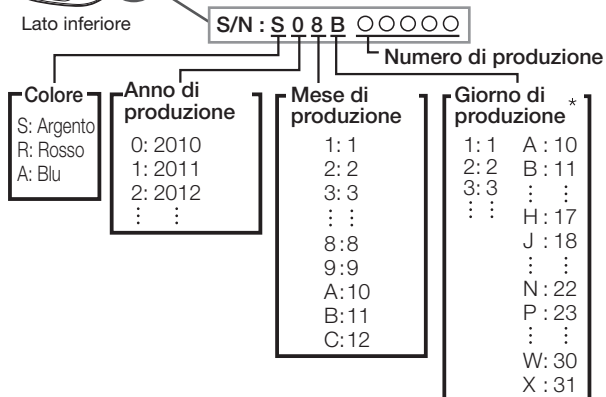 Lato inferiore
S/N : S 0 8 B ○○○○○
Numero di produzione
Colore
S: Argento
R: Rosso
A: Blu
Anno di
produzione
0: 2010
1: 2011
2: 2012
⋮ ⋮
Mese di
produzione
1: 1
2: 2
3: 3
⋮ ⋮
8:8
9:9
A:10
B:11
C:12
Giorno di
produzione *
1: 1
2: 2
3: 3
⋮ ⋮
A : 10
B : 11
⋮ ⋮
H : 17
J : 18
⋮ ⋮
N : 22
P : 23
⋮ ⋮
W: 30
X : 31